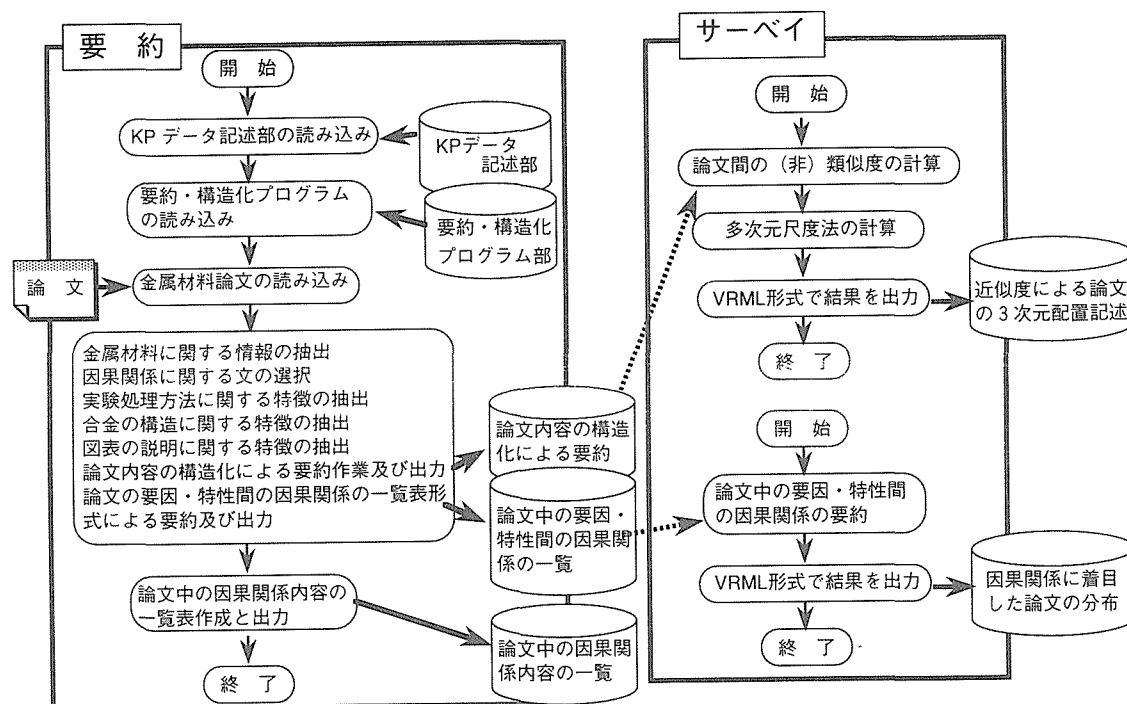 要　約
開　始
KP データ記述部の読み込み
KPデータ
記述部
要約・構造化プログラム
の読み込み
要約・構造化
プログラム部
論　文
金属材料論文の読み込み
金属材料に関する情報の抽出
因果関係に関する文の選択
実験処理方法に関する特徴の抽出
合金の構造に関する特徴の抽出
図表の説明に関する特徴の抽出
論文内容の構造化による要約作業及び出力
論文の要因・特性間の因果関係の一覧表形
式による要約及び出力
論文内容の構造
化による要約
論文中の要因・
特性間の因果関
係の一覧
論文中の因果関係内容の
一覧表作成と出力
論文中の因果関
係内容の一覧
終　了
サーベイ
開　始
論文間の（非）類似度の計算
多次元尺度法の計算
VRML形式で結果を出力
近似度による論文
の３次元配置記述
終　了
開　始
論文中の要因・特性間
の因果関係の要約
VRML形式で結果を出力
因果関係に着目
した論文の分布
終　了